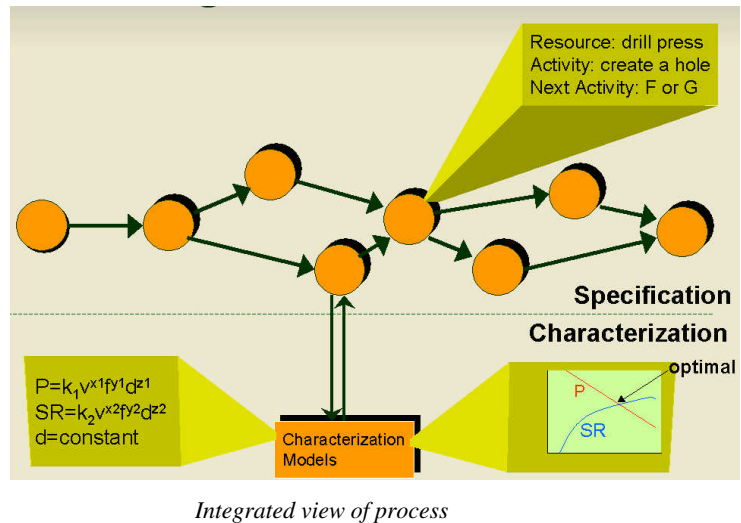 Resource: drill press
Activity: create a hole
Next Activity: F or G
Specification
Characterization
P=k₁vˣ¹fʸ¹dᶻ¹
SR=k₂vˣ²fʸ²dᶻ²
d=constant
Characterization
Models
optimal
P
SR
Integrated view of process